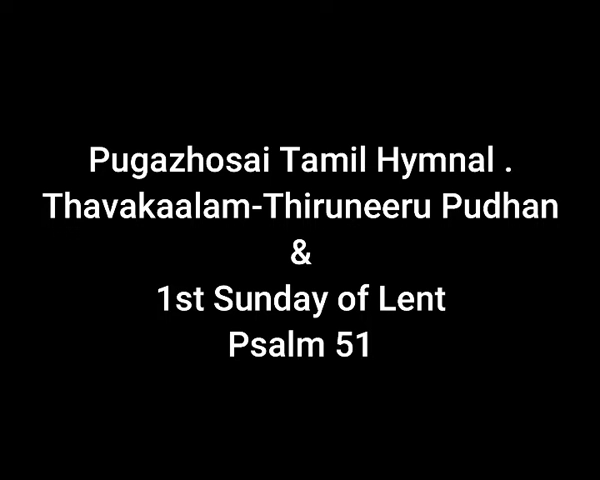 Pugazhosai Tamil Hymnal .
Thavakaalam-Thiruneeru Pudhan
&
1st Sunday of Lent
Psalm 51